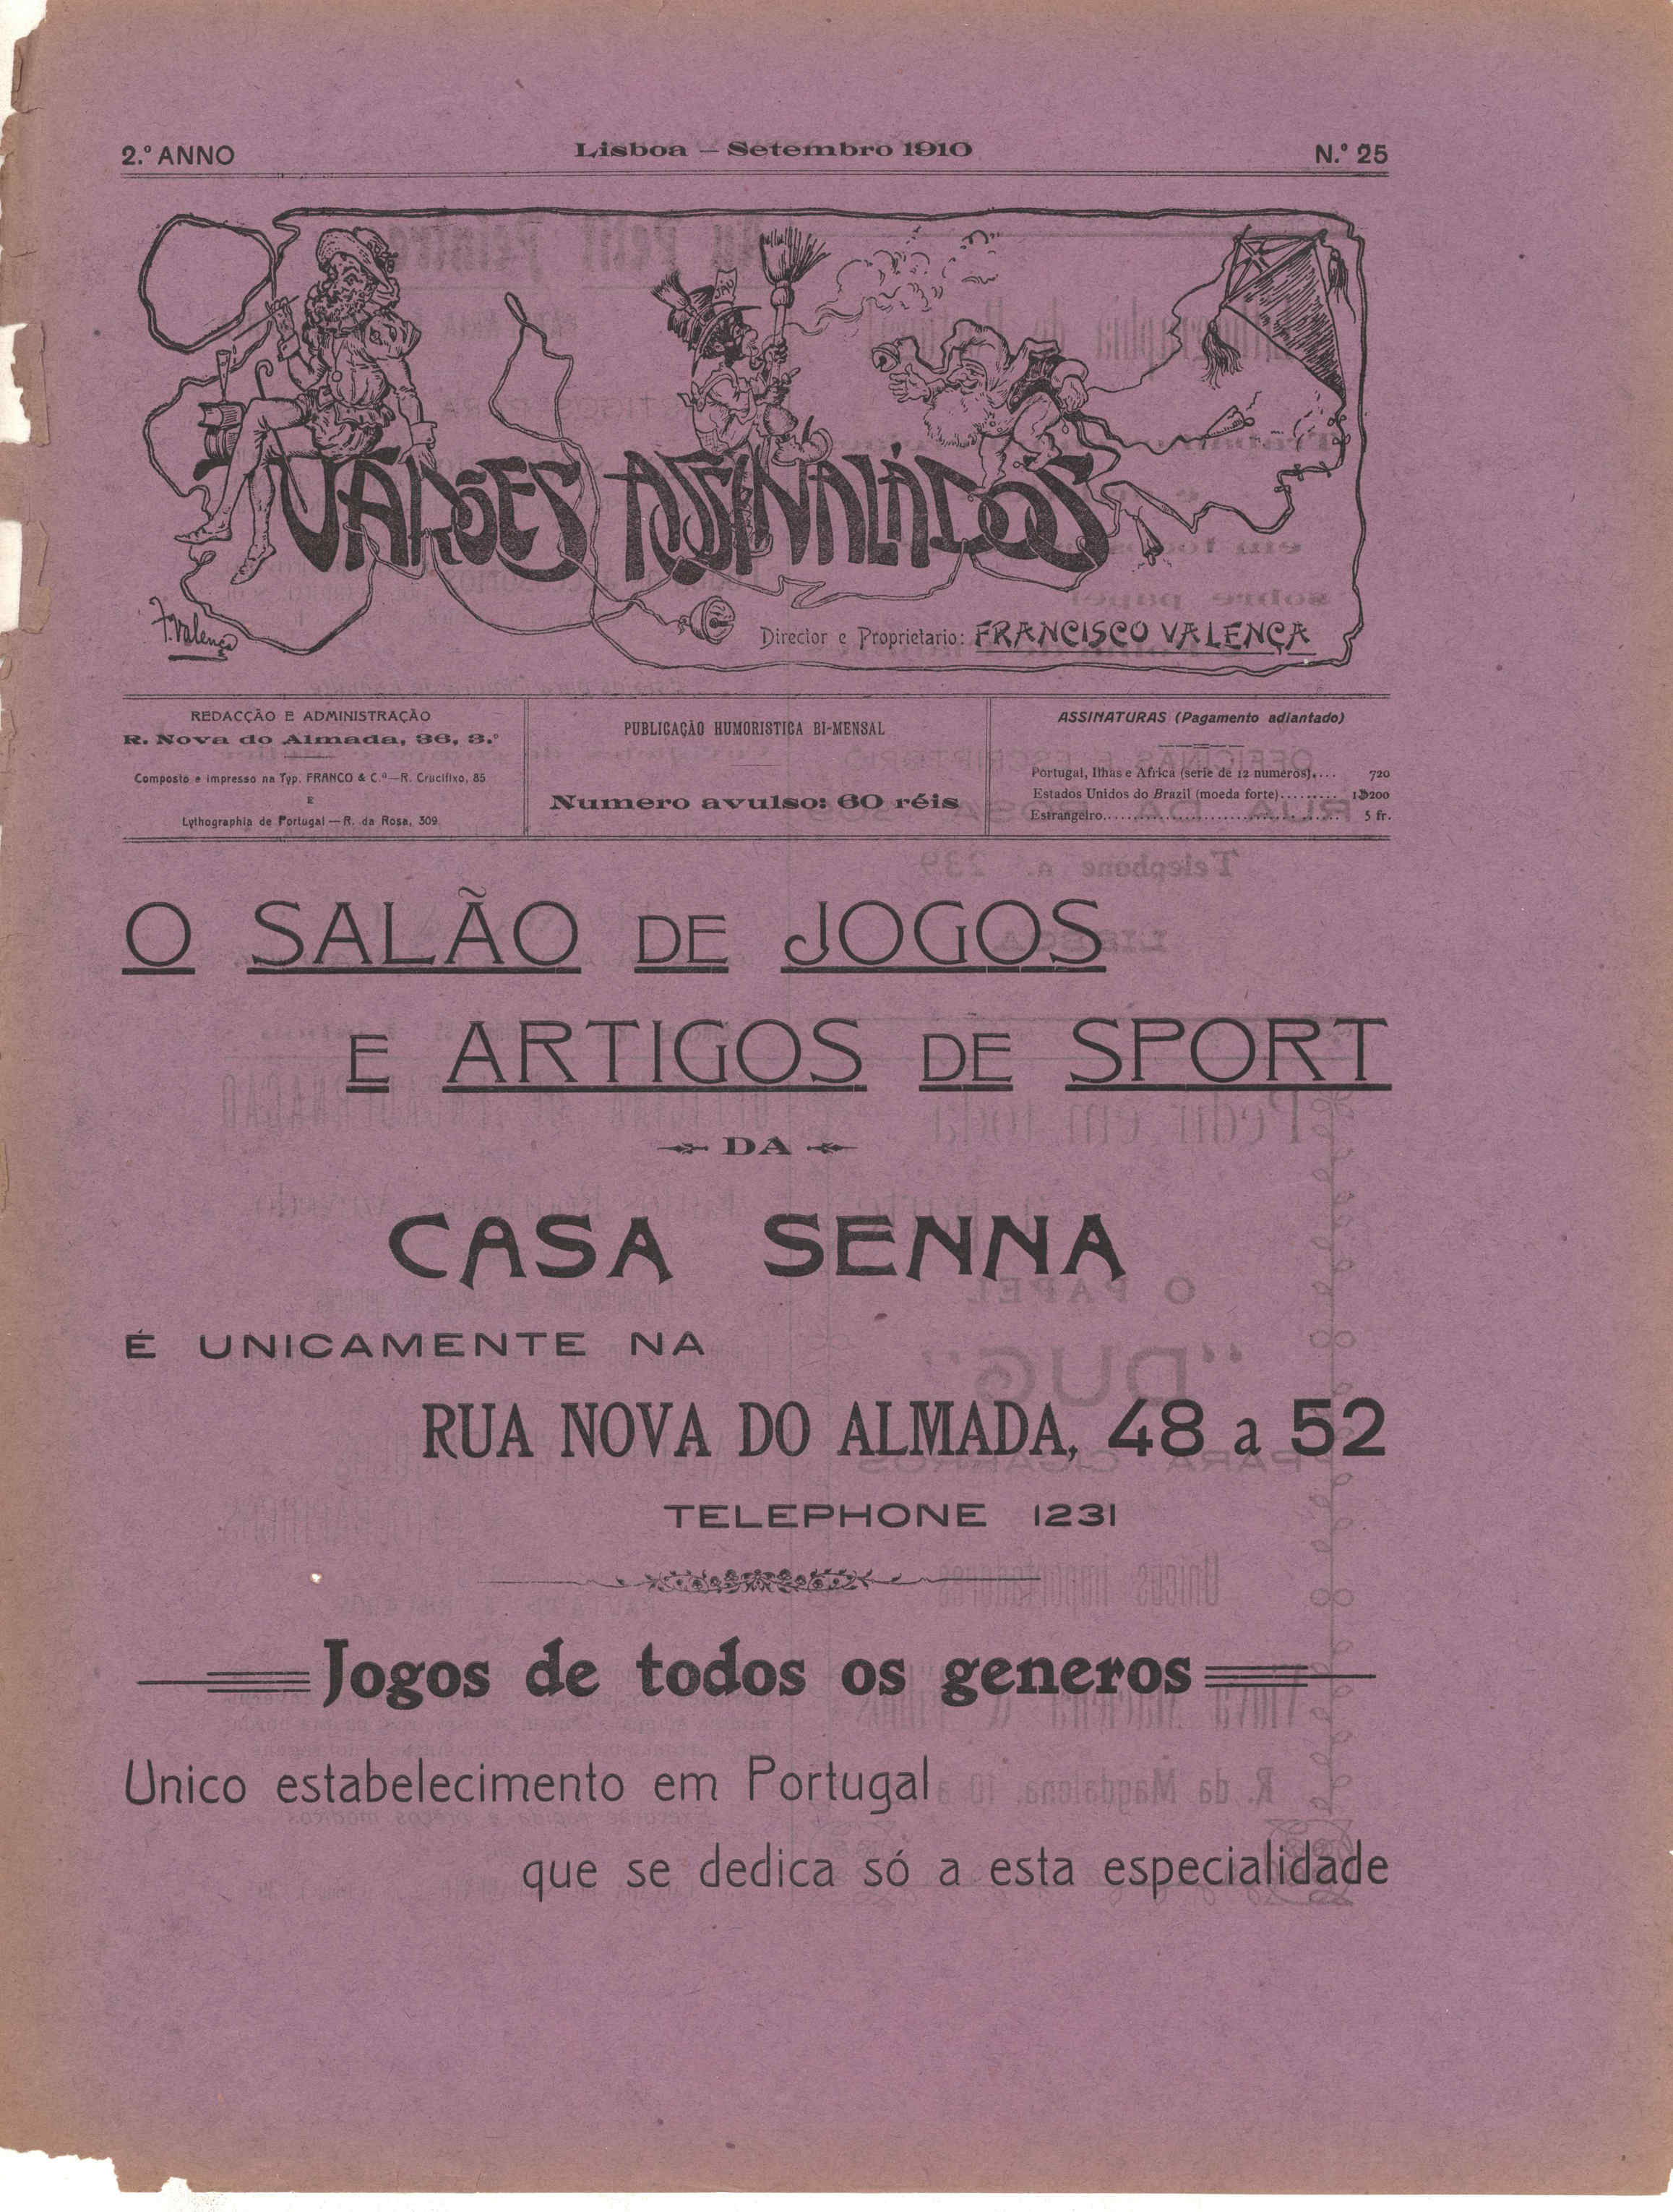 2.º ANNO
Lisboa — Setembro 1910
N.º 25
VARÕES ASSINALÁDOS
F. Valença
Director e Proprietario: FRANCISCO VALENÇA
REDACÇÃO E ADMINISTRAÇÃO
R. Nova do Almada, 36, 3.º
Composto e impresso na Typ. FRANCO & C.ª—R. Crucifixo, 85
E
Lythographia de Portugal — R. da Rosa, 309
PUBLICAÇÃO HUMORISTICA BI-MENSAL
Numero avulso: 60 réis
ASSINATURAS (Pagamento adiantado)
Portugal, Ilhas e Africa (serie de 12 numeros).... 720
Estados Unidos do Brazil (moeda forte)......... 1$200
Estrangeiro.................................... 5 fr.
O SALÃO DE JOGOS
E ARTIGOS DE SPORT
DA
CASA SENNA
É UNICAMENTE NA
RUA NOVA DO ALMADA, 48 a 52
TELEPHONE 1231
Jogos de todos os generos
Unico estabelecimento em Portugal
que se dedica só a esta especialidade